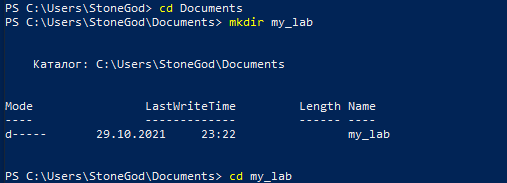 PS C:\Users\StoneGod> cd Documents
PS C:\Users\StoneGod\Documents> mkdir my_lab
Каталог: C:\Users\StoneGod\Documents
Mode LastWriteTime Length Name
---- ------------- ------ ----
d----- 29.10.2021 23:22 my_lab
PS C:\Users\StoneGod\Documents> cd my_lab